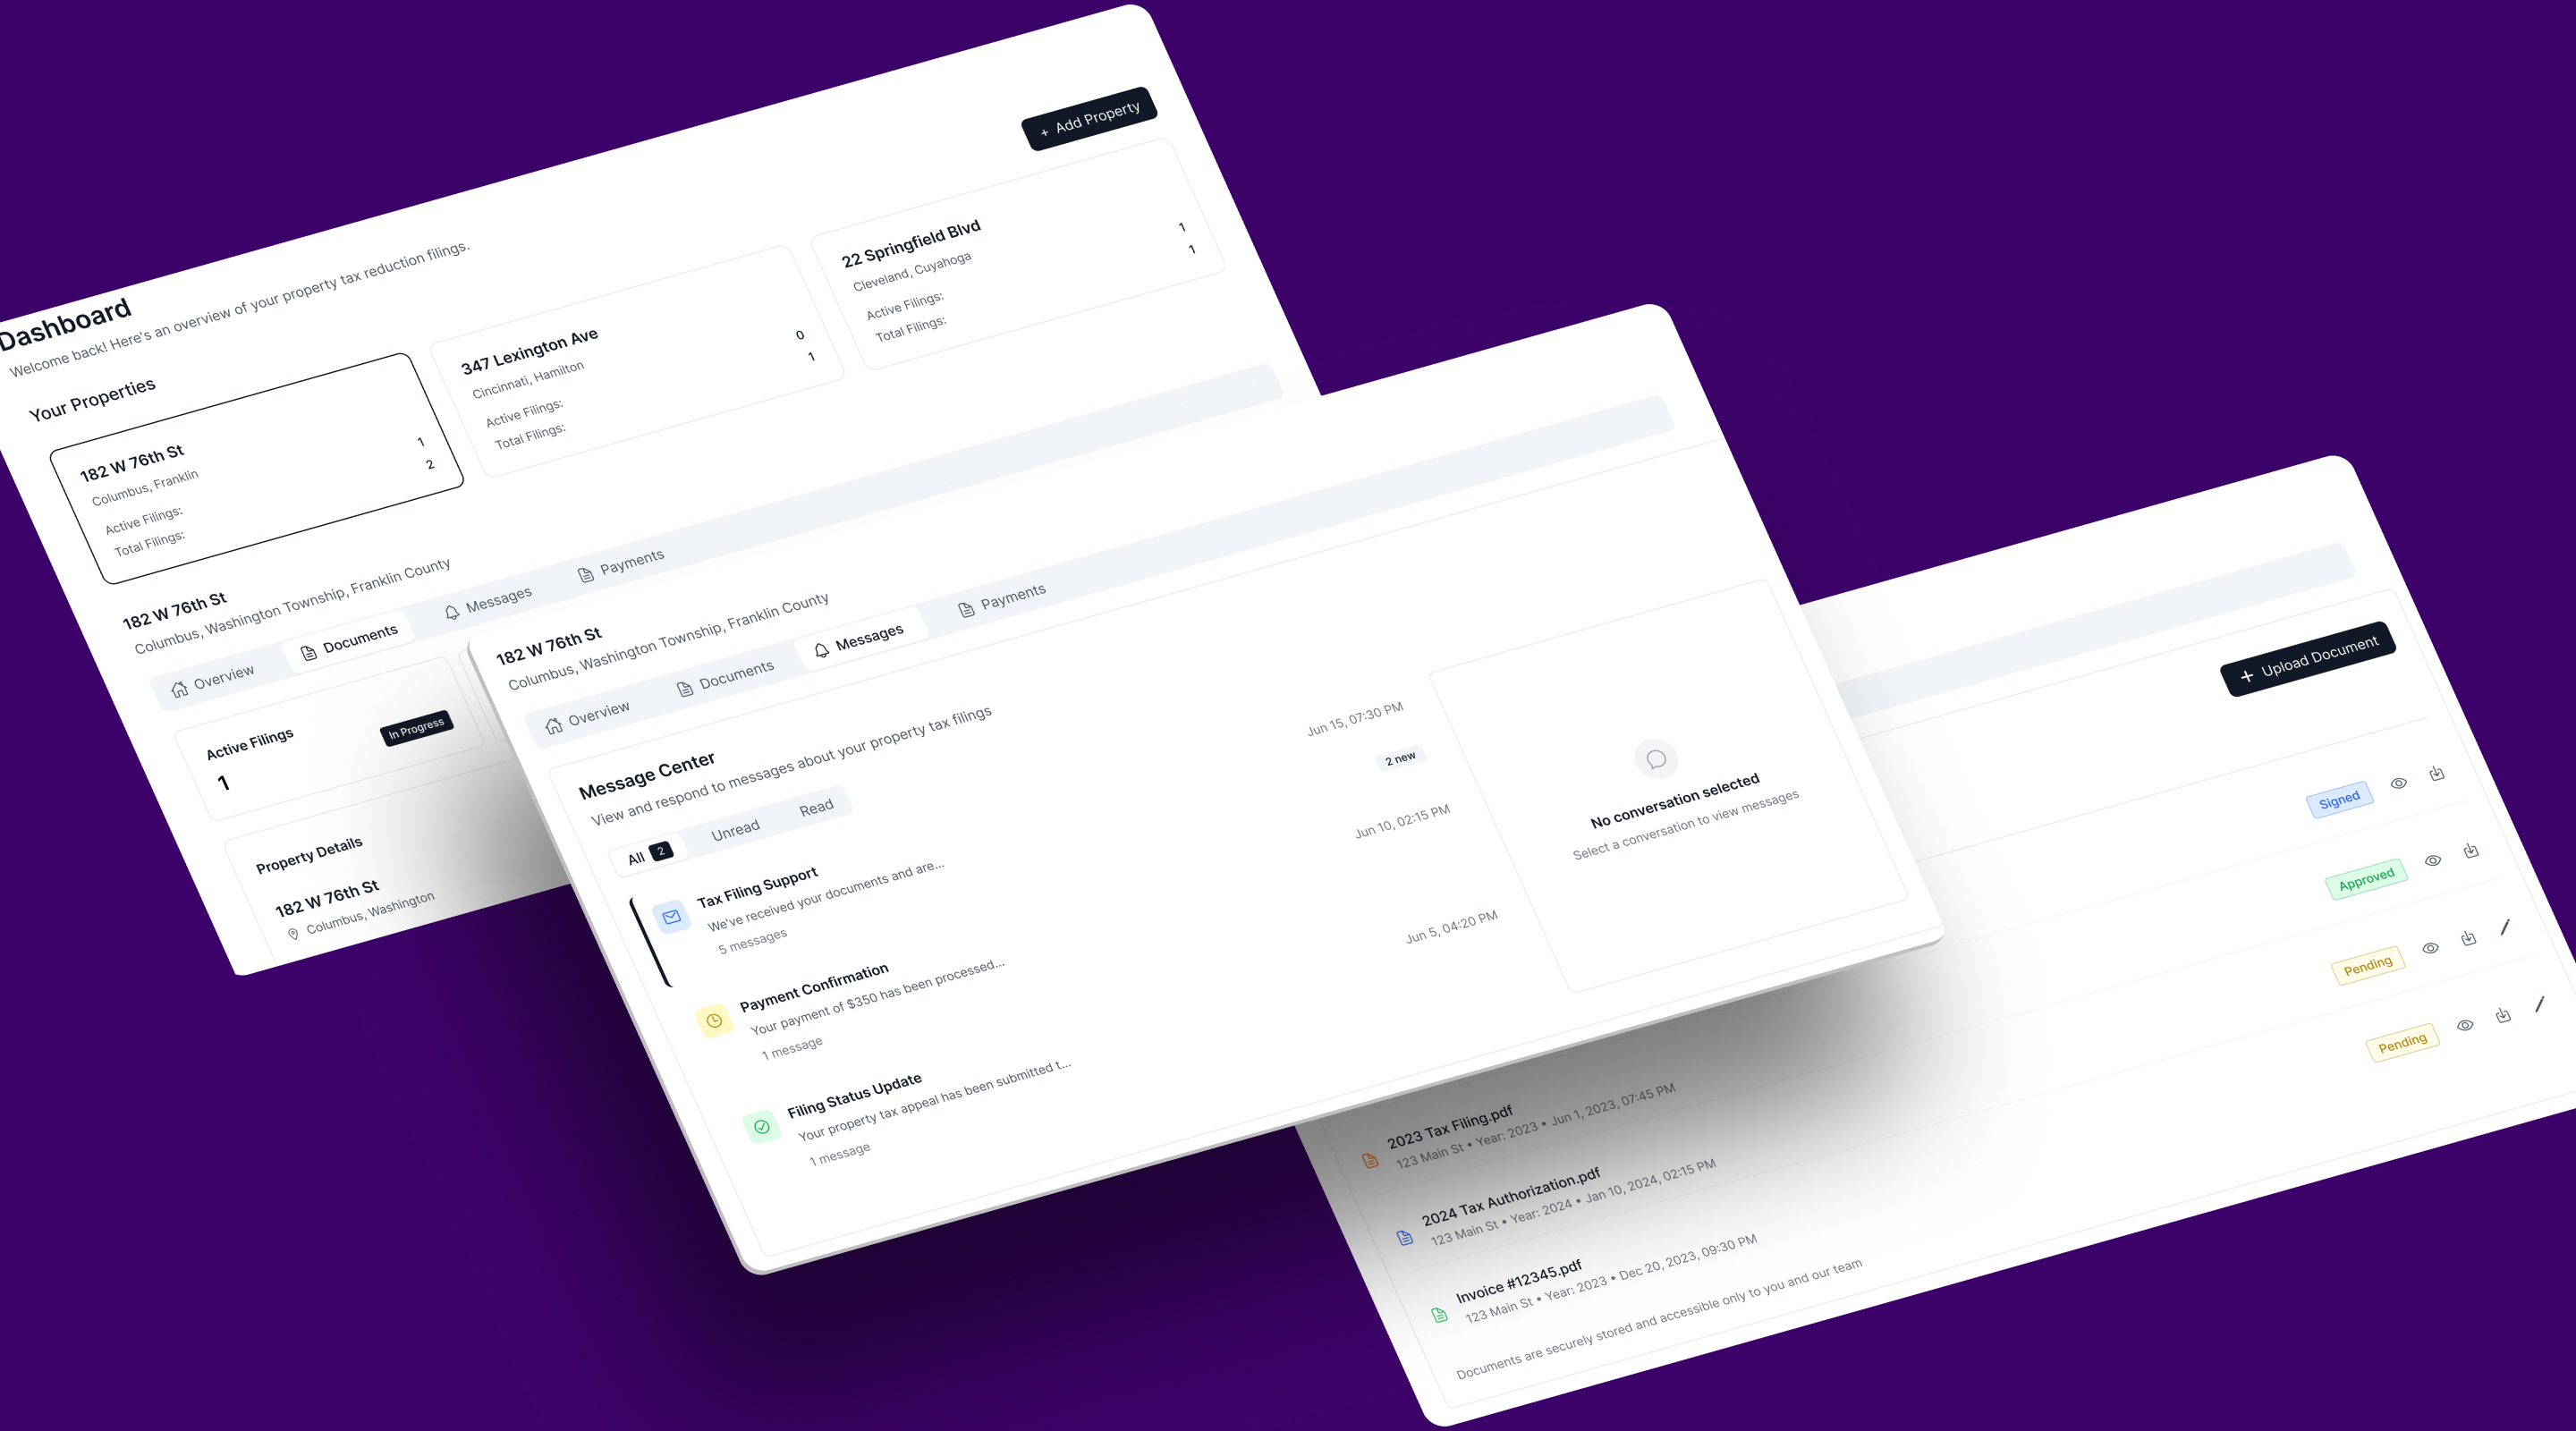 Dashboard
Welcome back! Here's an overview of your property tax reduction filings.
+ Add Property
Your Properties
182 W 76th St
Columbus, Franklin
Active Filings: 1
Total Filings: 2
347 Lexington Ave
Cincinnati, Hamilton
Active Filings: 0
Total Filings: 1
22 Springfield Blvd
Cleveland, Cuyahoga
Active Filings: 1
Total Filings: 1
182 W 76th St
Columbus, Washington Township, Franklin County
Overview Documents Messages Payments
Active Filings
In Progress
1
Property Details
182 W 76th St
Columbus, Washington
182 W 76th St
Columbus, Washington Township, Franklin County
Overview Documents Messages Payments
Message Center
View and respond to messages about your property tax filings
2 new
All 2 Unread Read
Tax Filing Support
Jun 15, 07:30 PM
We've received your documents and are...
5 messages
Payment Confirmation
Jun 10, 02:15 PM
Your payment of $350 has been processed...
1 message
Filing Status Update
Jun 5, 04:20 PM
Your property tax appeal has been submitted t...
1 message
No conversation selected
Select a conversation to view messages
+ Upload Document
Signed
Approved
2023 Tax Filing.pdf
123 Main St • Year: 2023 • Jun 1, 2023, 07:45 PM
Pending
2024 Tax Authorization.pdf
123 Main St • Year: 2024 • Jan 10, 2024, 02:15 PM
Pending
Invoice #12345.pdf
123 Main St • Year: 2023 • Dec 20, 2023, 09:30 PM
Documents are securely stored and accessible only to you and our team